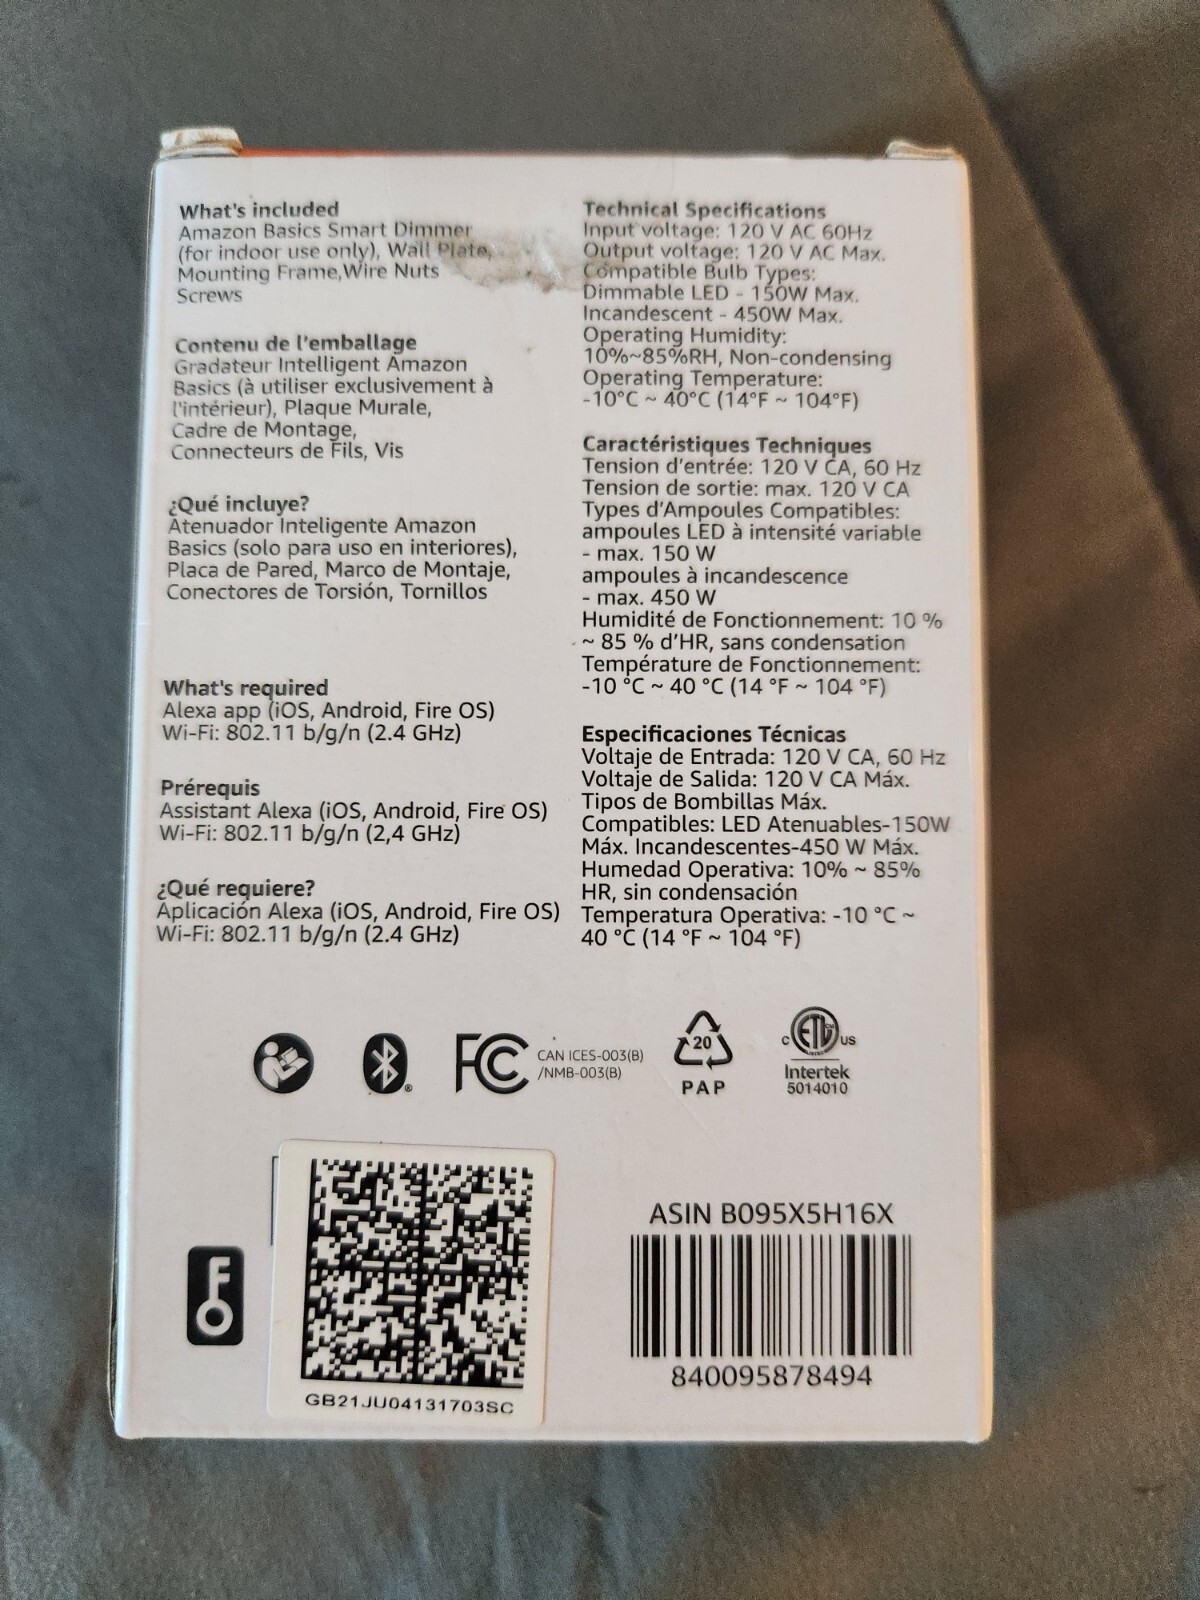 What's included
Amazon Basics Smart Dimmer
(for indoor use only), Wall Plate,
Mounting Frame,Wire Nuts
Screws
Contenu de l'emballage
Gradateur Intelligent Amazon
Basics (à utiliser exclusivement à
l'intérieur), Plaque Murale,
Cadre de Montage,
Connecteurs de Fils, Vis
¿Qué incluye?
Atenuador Inteligente Amazon
Basics (solo para uso en interiores),
Placa de Pared, Marco de Montaje,
Conectores de Torsión, Tornillos
What's required
Alexa app (iOS, Android, Fire OS)
Wi-Fi: 802.11 b/g/n (2.4 GHz)
Prérequis
Assistant Alexa (iOS, Android, Fire OS)
Wi-Fi: 802.11 b/g/n (2,4 GHz)
¿Qué requiere?
Aplicación Alexa (iOS, Android, Fire OS)
Wi-Fi: 802.11 b/g/n (2.4 GHz)
Technical Specifications
Input voltage: 120 V AC 60Hz
Output voltage: 120 V AC Max.
Compatible Bulb Types:
Dimmable LED - 150W Max.
Incandescent - 450W Max.
Operating Humidity:
10%~85%RH, Non-condensing
Operating Temperature:
-10°C ~ 40°C (14°F ~ 104°F)
Caractéristiques Techniques
Tension d'entrée: 120 V CA, 60 Hz
Tension de sortie: max. 120 V CA
Types d'Ampoules Compatibles:
ampoules LED à intensité variable
- max. 150 W
ampoules à incandescence
- max. 450 W
Humidité de Fonctionnement: 10 %
~ 85 % d'HR, sans condensation
Température de Fonctionnement:
-10 °C ~ 40 °C (14 °F ~ 104 °F)
Especificaciones Técnicas
Voltaje de Entrada: 120 V CA, 60 Hz
Voltaje de Salida: 120 V CA Máx.
Tipos de Bombillas Máx.
Compatibles: LED Atenuables-150W
Máx. Incandescentes-450 W Máx.
Humedad Operativa: 10% ~ 85%
HR, sin condensación
Temperatura Operativa: -10 °C ~
40 °C (14 °F ~ 104 °F)
®
FC
CAN ICES-003(B)
/NMB-003(B)
20
PAP
c ETL CM us
Intertek
5014010
GB21JU04131703SC
ASIN B095X5H16X
840095878494